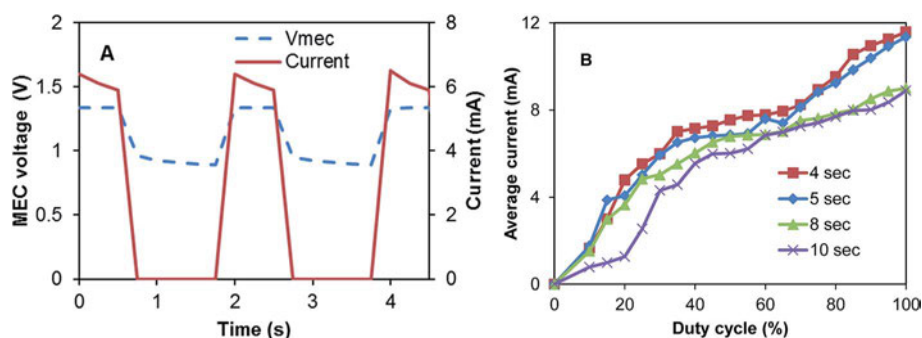 A
Vmec
Current
MEC voltage (V)
2
1.5
1
0.5
0
8
6
4
2
0
Current (mA)
0 1 2 3 4
Time (s)
B
Average current (mA)
12
8
4
0
4 sec
5 sec
8 sec
10 sec
0 20 40 60 80 100
Duty cycle (%)